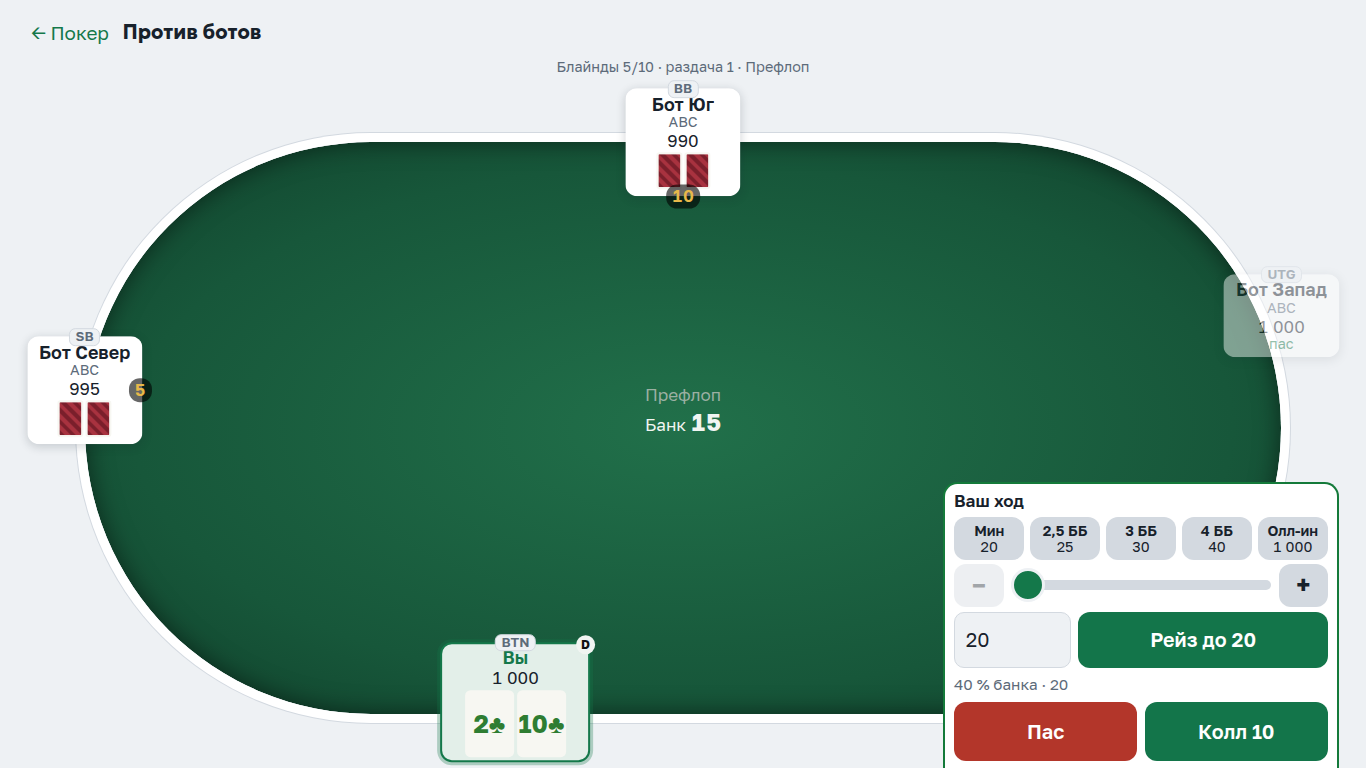 ← Покер Против ботов
Блайнды 5/10 · раздача 1 · Префлоп
BB
Бот Юг
ABC
990
10
UTG
Бот Запад
ABC
1 000
пас
SB
Бот Север
ABC
995
5
Префлоп
Банк 15
Ваш ход
Мин 2,5 ББ 3 ББ 4 ББ Олл-ин
20 25 30 40 1 000
− +
20 Рейз до 20
40 % банка · 20
Пас Колл 10
BTN
D
Вы
1 000
2♣ 10♣